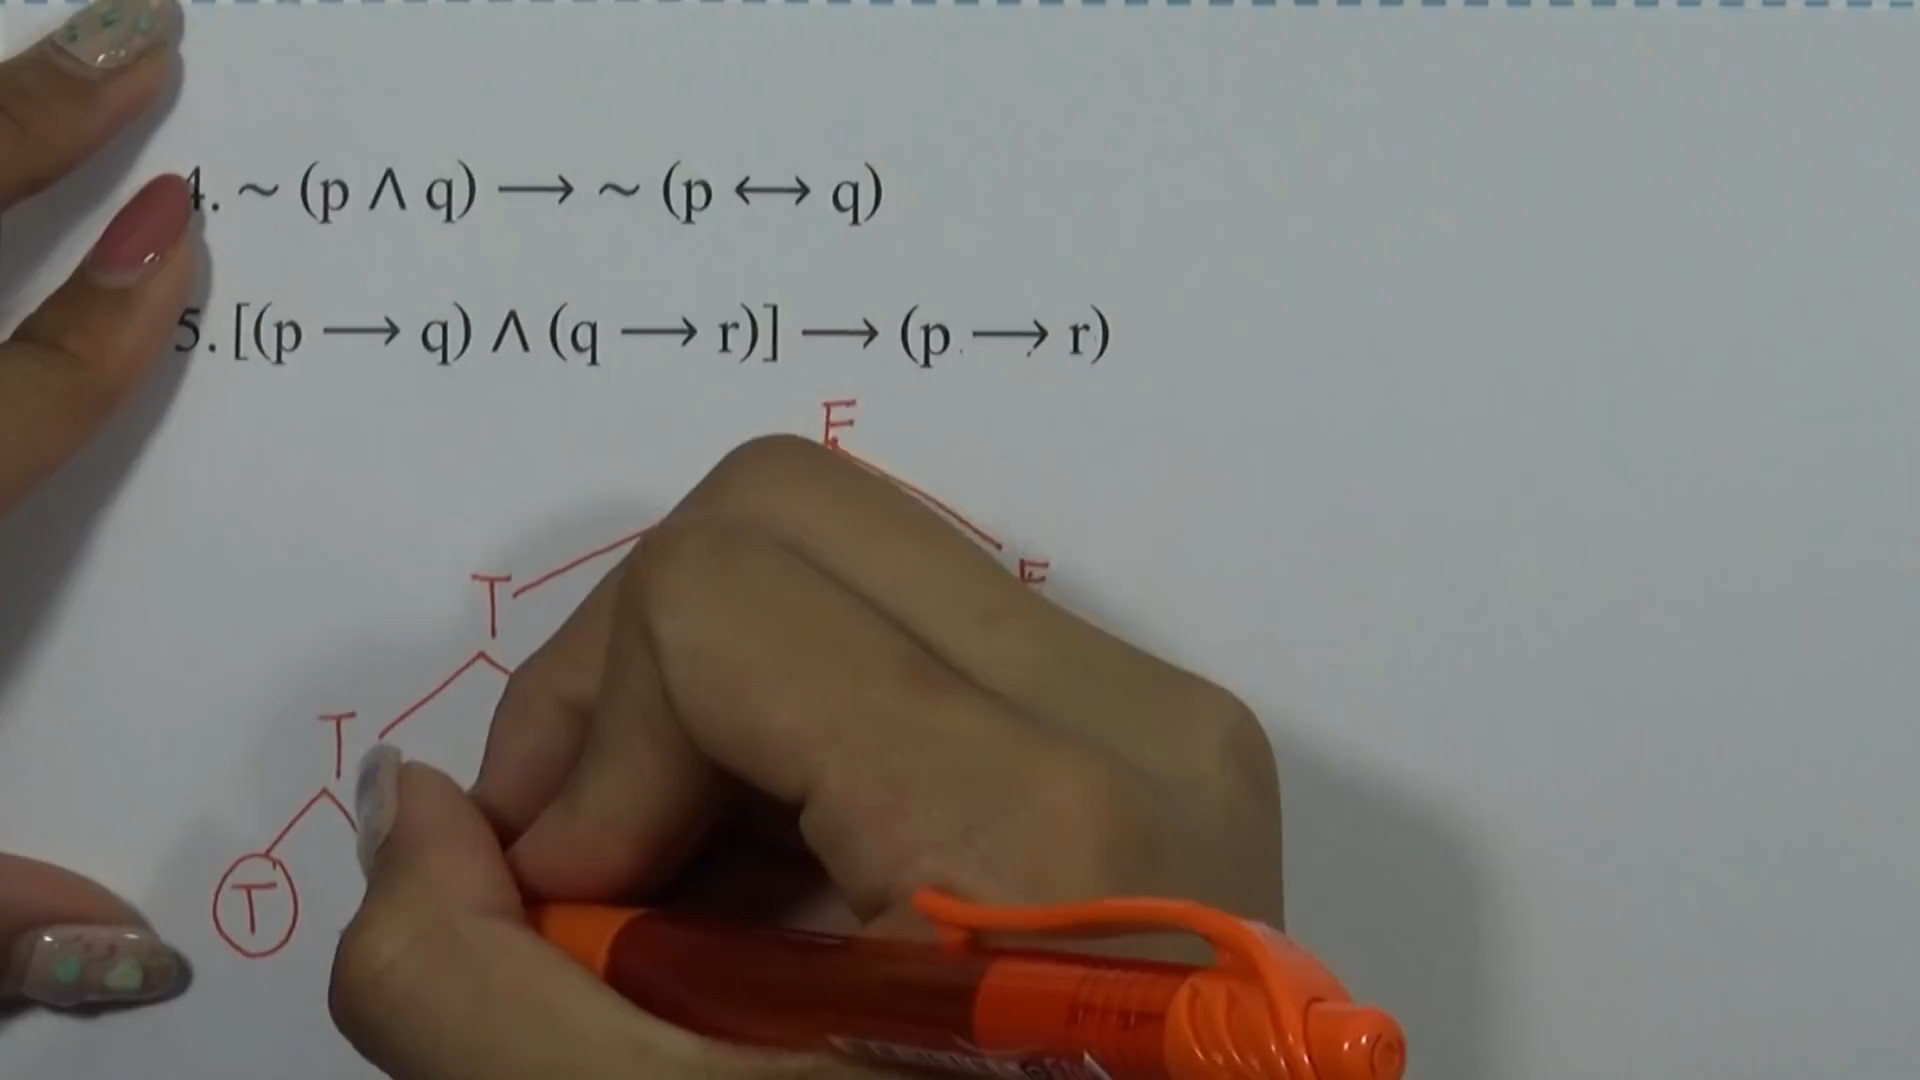 4. ~ (p ∧ q) ⟶ ~ (p ⟷ q)
5. [(p ⟶ q) ∧ (q ⟶ r)] ⟶ (p ⟶ r)
F
T F
T
T